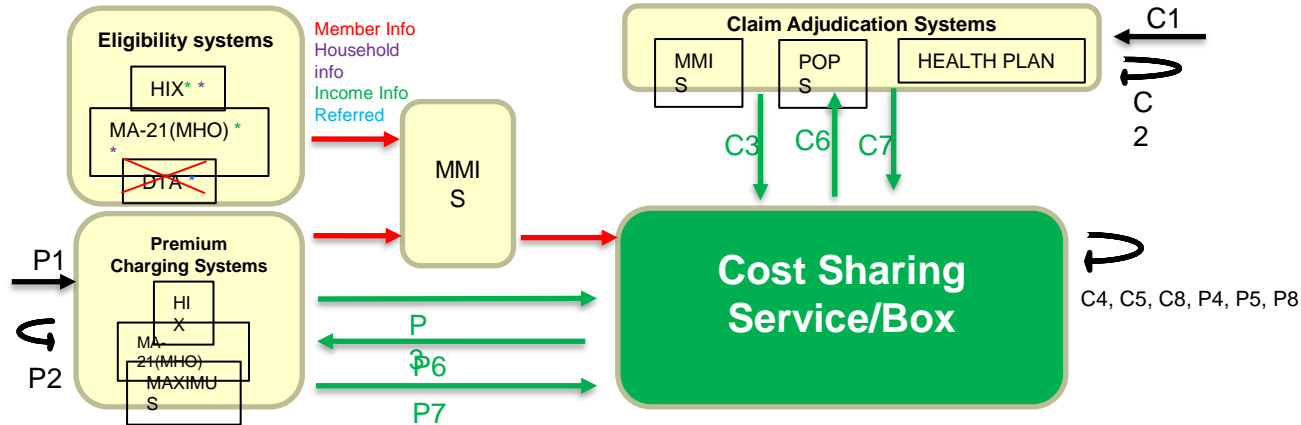 Eligibility systems
HIX* *
MA-21(MHO) *
*
DTA *
Member Info
Household
info
Income Info
Referred
MMI
S
Claim Adjudication Systems
MMI
S
POP
S
HEALTH PLAN
C1
C
2
C3
C6
C7
Premium
Charging Systems
HI
X
MA-
21(MHO)
MAXIMU
S
P1
P2
P
3
P6
P7
Cost Sharing
Service/Box
C4, C5, C8, P4, P5, P8